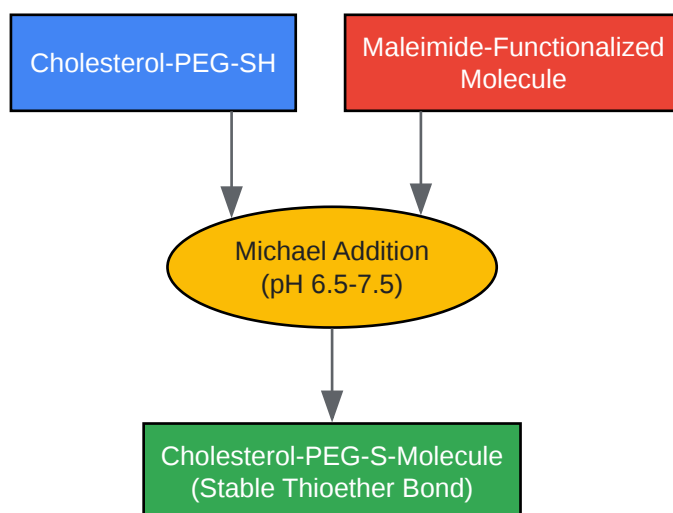 Cholesterol-PEG-SH
Maleimide-Functionalized
Molecule
Michael Addition
(pH 6.5-7.5)
Cholesterol-PEG-S-Molecule
(Stable Thioether Bond)